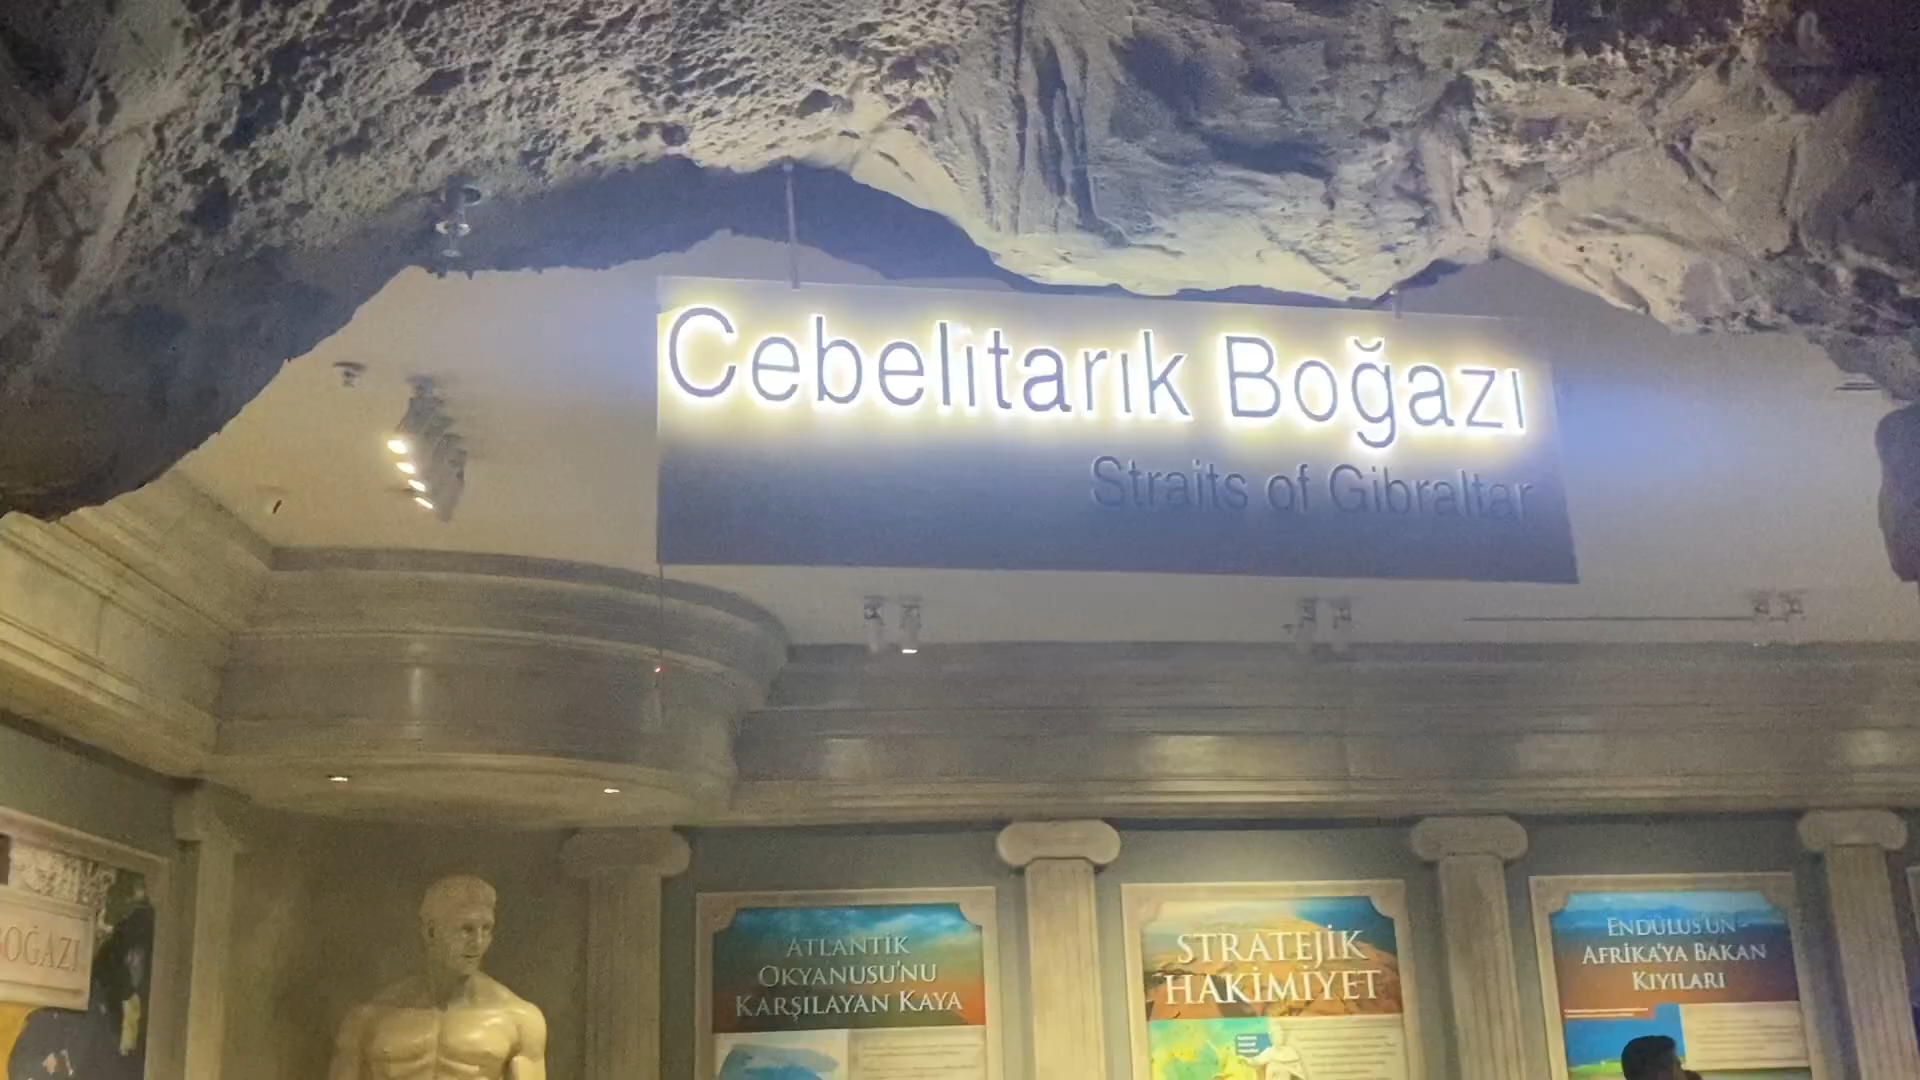 Cebelitarık Boğazı
Straits of Gibraltar
BOĞAZI
ATLANTİK
OKYANUSU'NU
KARŞILAYAN KAYA
STRATEJİK
HAKİMİYET
ENDÜLÜS'ÜN
AFRİKA'YA BAKAN
KIYILARI